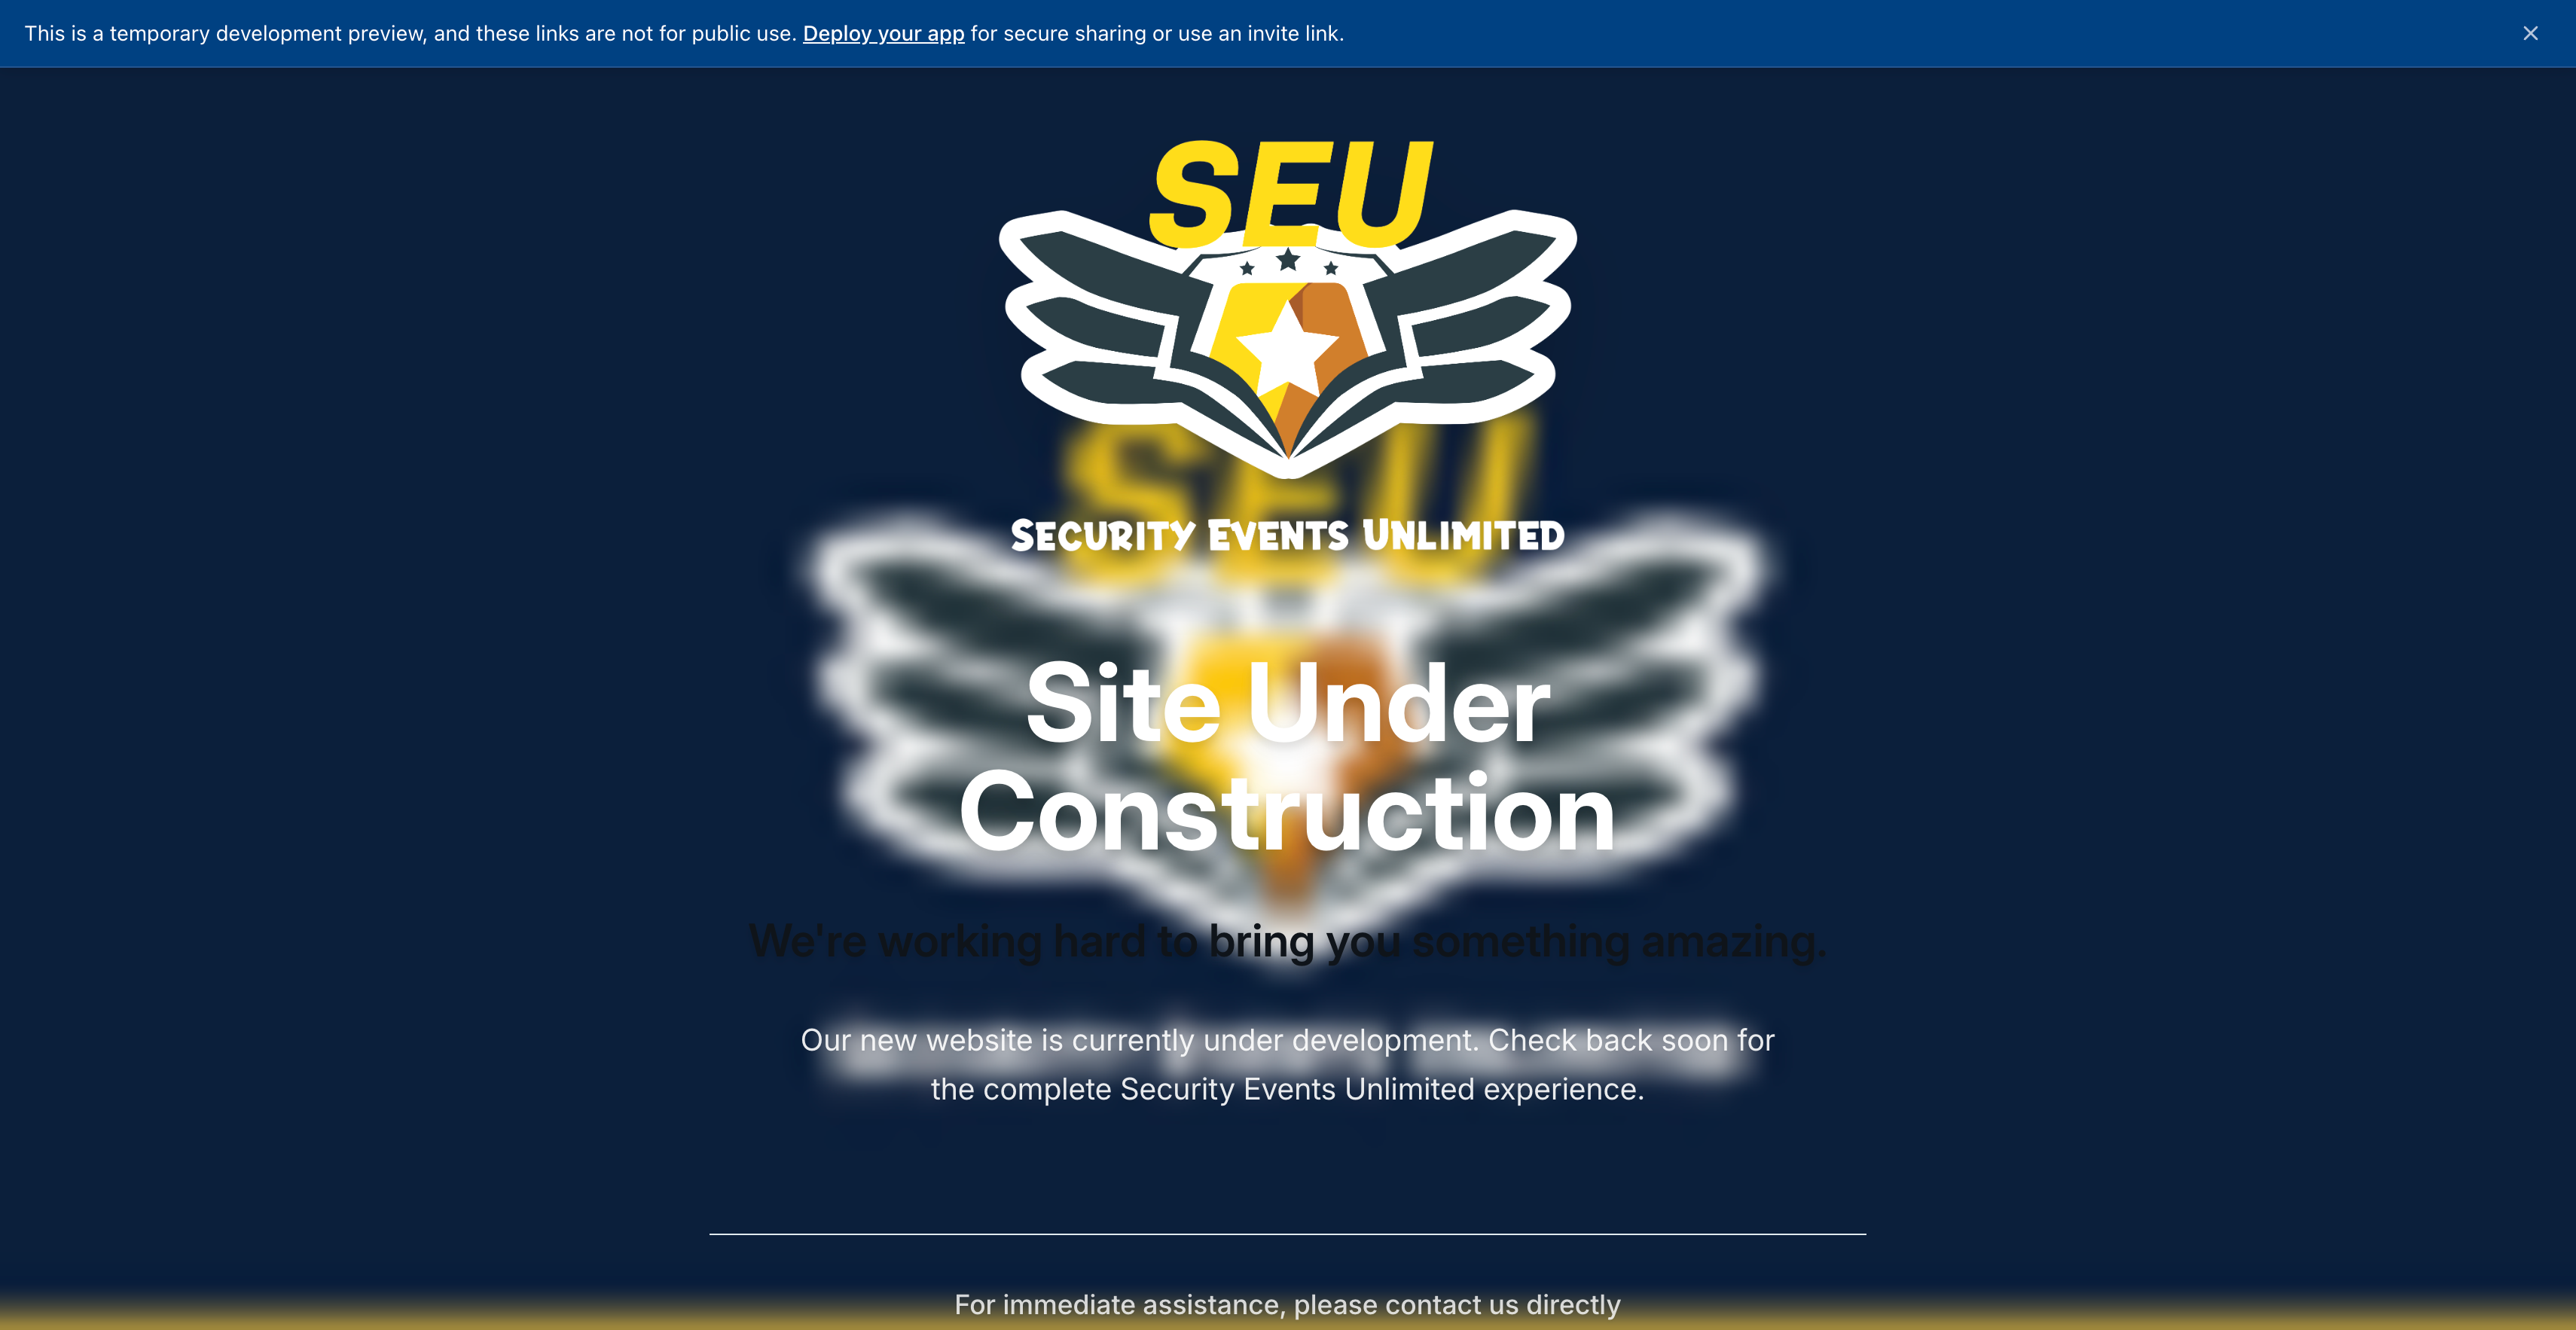 This is a temporary development preview, and these links are not for public use. Deploy your app for secure sharing or use an invite link.
SEU
SECURITY EVENTS UNLIMITED
SEU
Site Under
Construction
We're working hard to bring you something amazing.
Our new website is currently under development. Check back soon for
the complete Security Events Unlimited experience.
For immediate assistance, please contact us directly